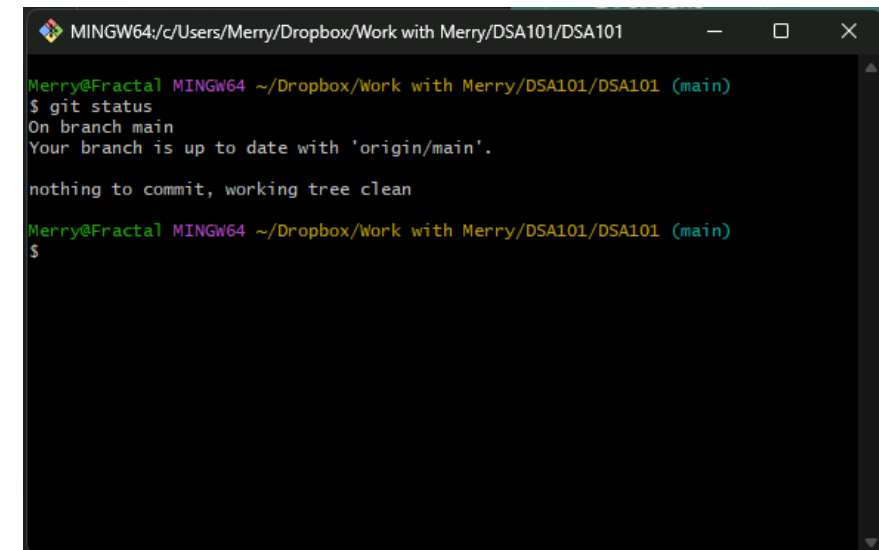 MINGW64:/c/Users/Merry/Dropbox/Work with Merry/DSA101/DSA101
Merry@Fractal MINGW64 ~/Dropbox/Work with Merry/DSA101/DSA101 (main)
$ git status
On branch main
Your branch is up to date with 'origin/main'.
nothing to commit, working tree clean
Merry@Fractal MINGW64 ~/Dropbox/Work with Merry/DSA101/DSA101 (main)
$